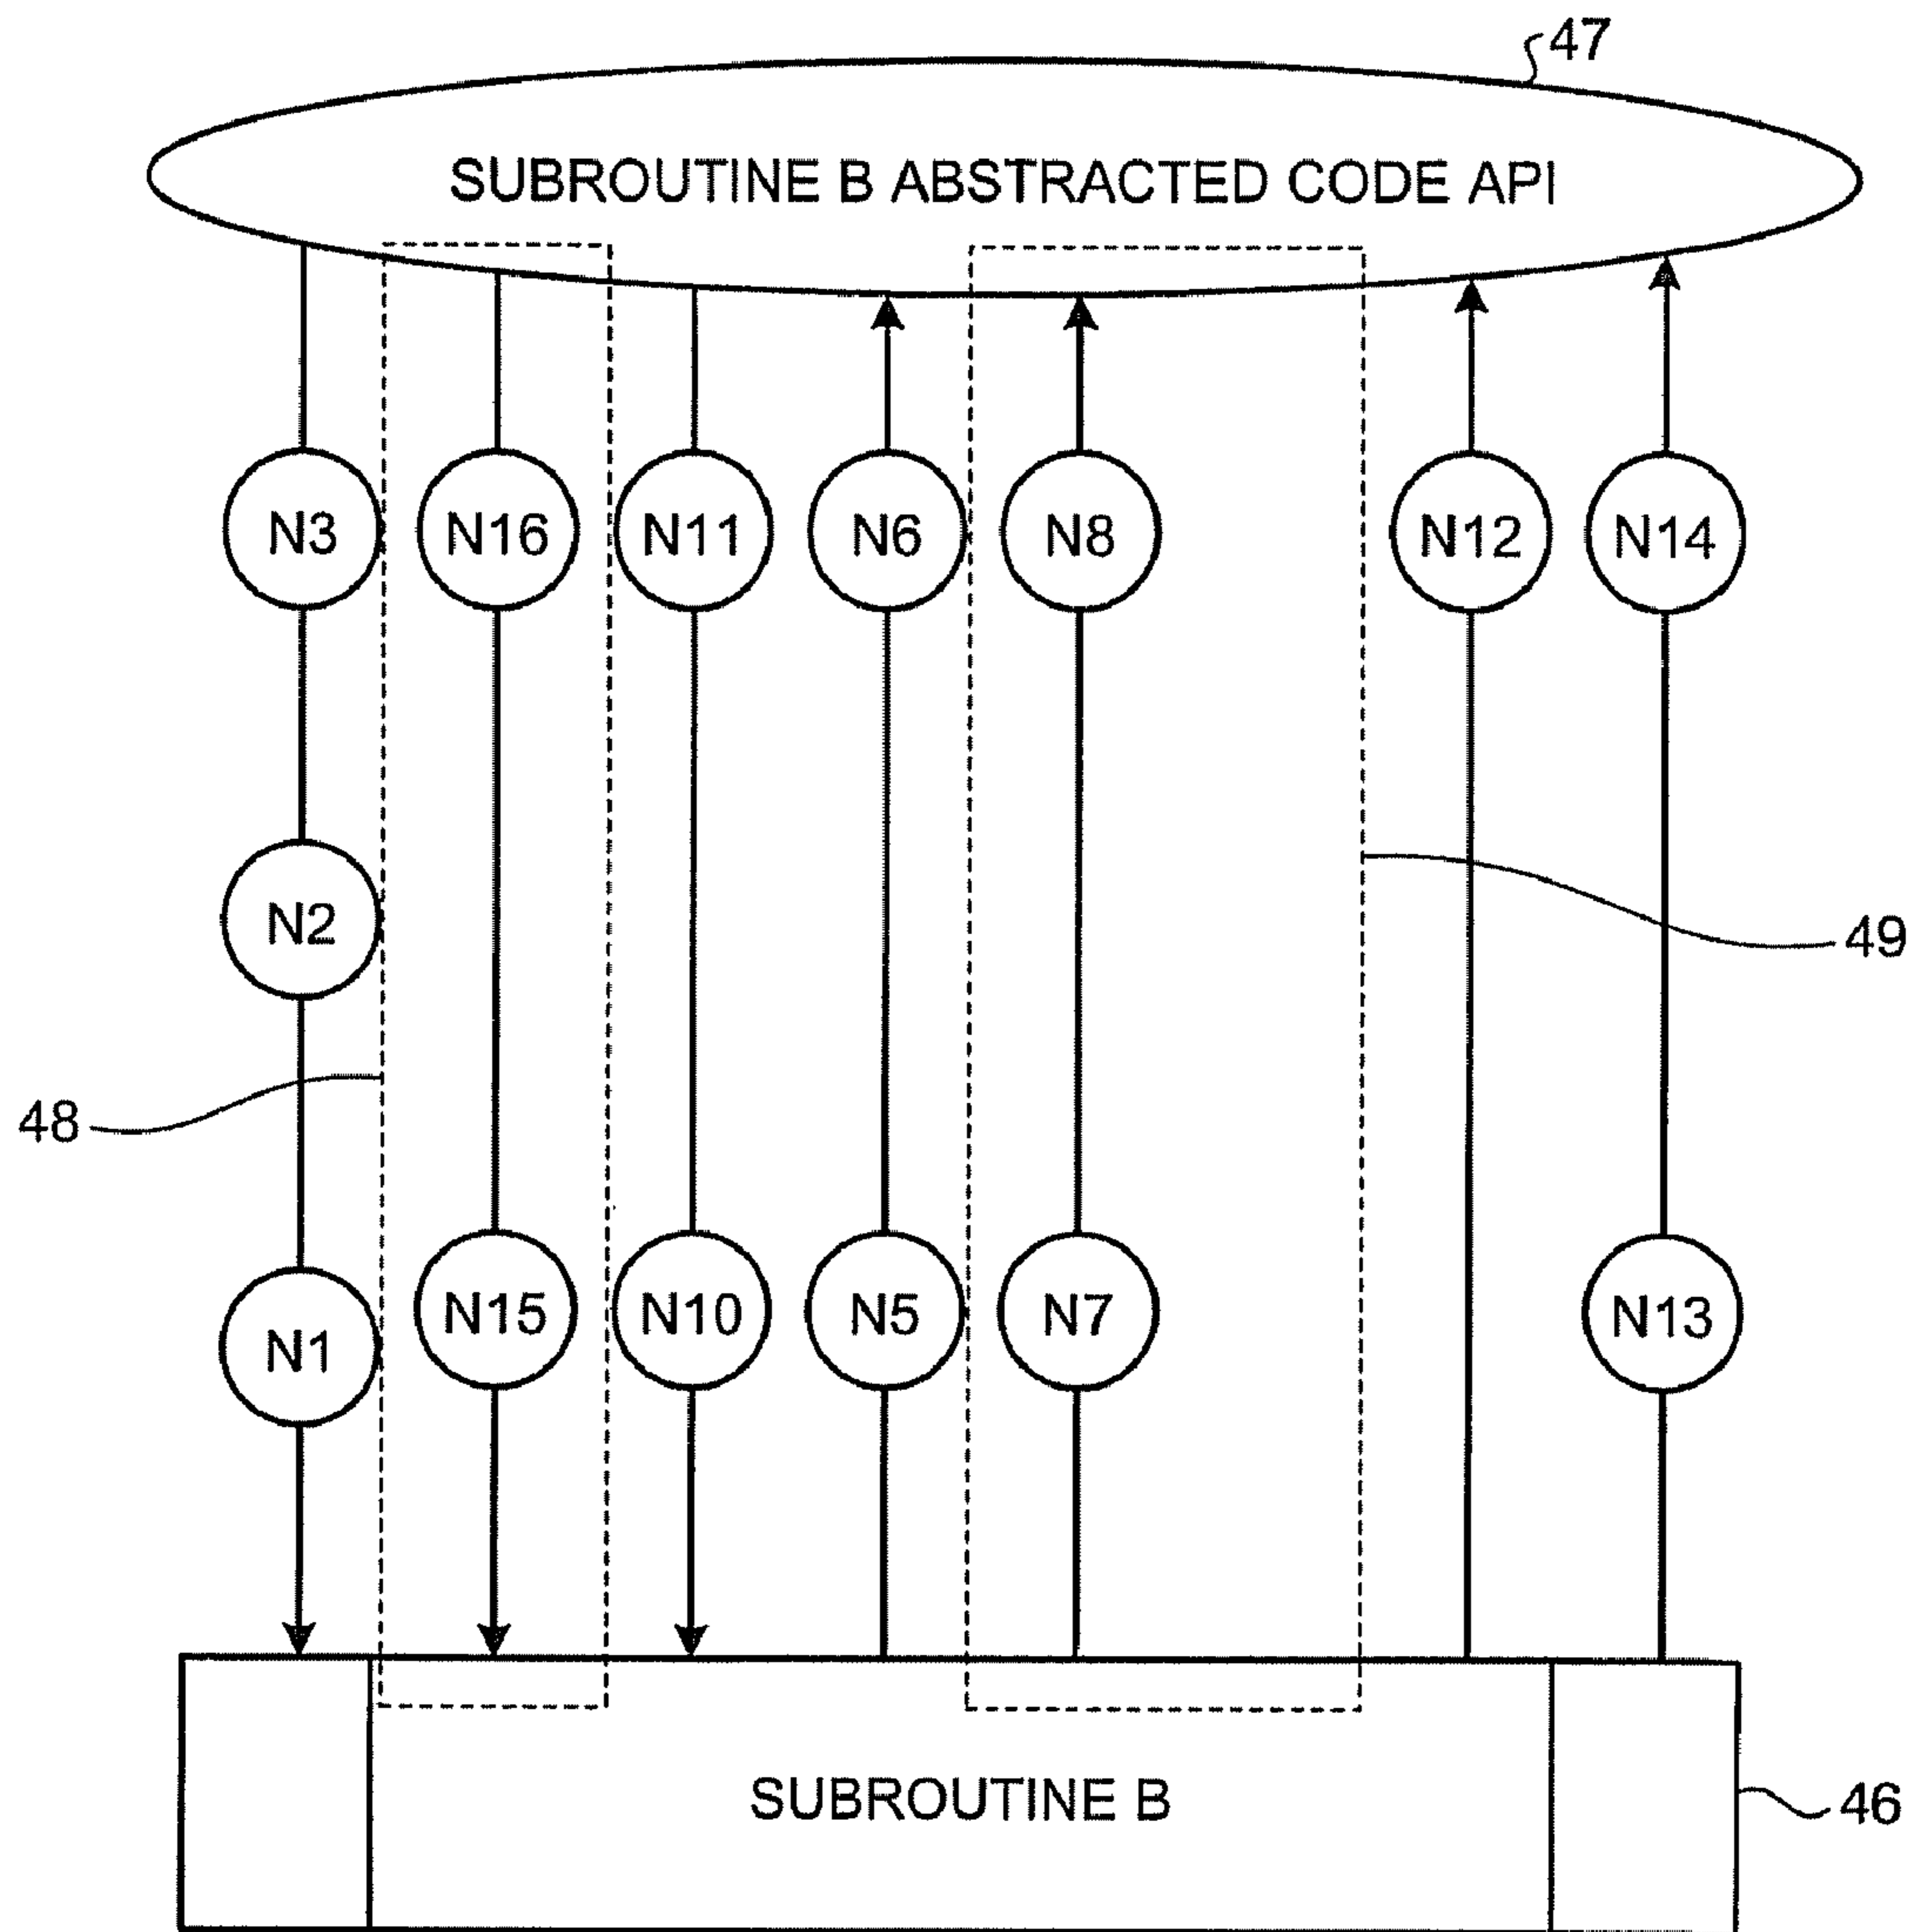 47
SUBROUTINE B ABSTRACTED CODE API
N3
N16
N11
N6
N8
N12
N14
N2
49
48
N1
N15
N10
N5
N7
N13
SUBROUTINE B
46